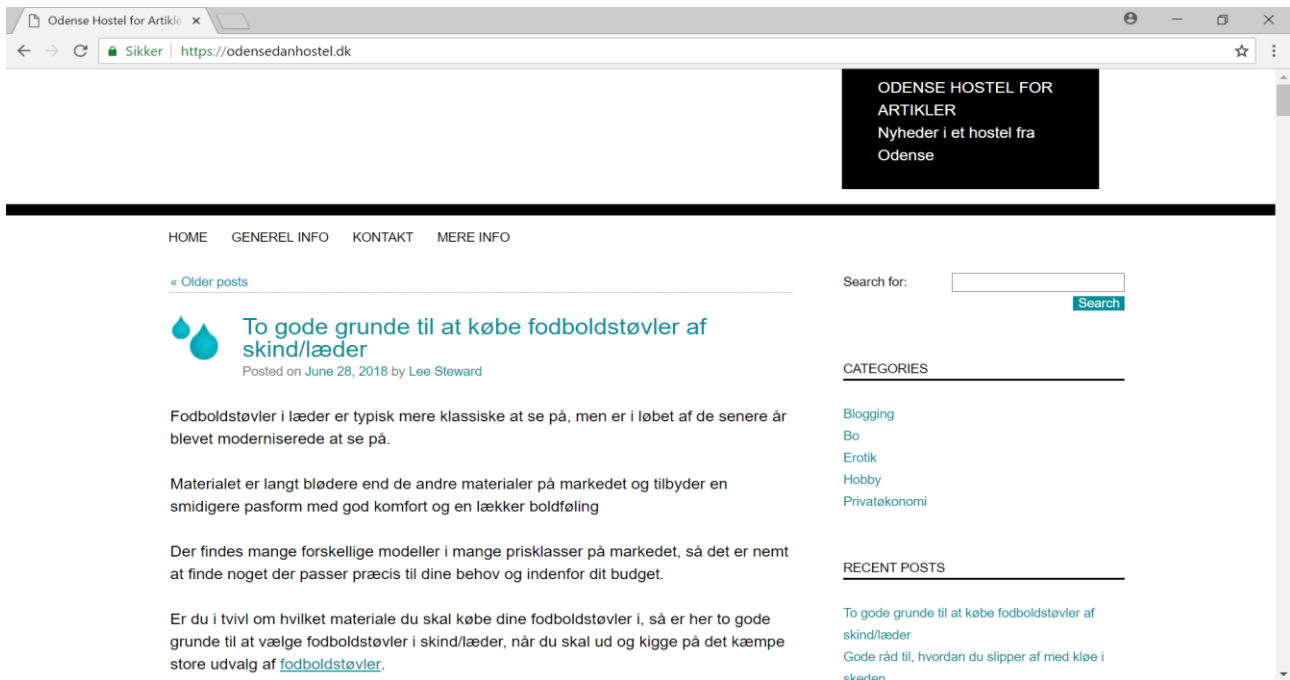 Odense Hostel for Artikle
Sikker | https://odensedanhostel.dk
ODENSE HOSTEL FOR
ARTIKLER
Nyheder i et hostel fra
Odense
HOME GENEREL INFO KONTAKT MERE INFO
« Older posts
To gode grunde til at købe fodboldstøvler af
skind/læder
Posted on June 28, 2018 by Lee Steward
Fodboldstøvler i læder er typisk mere klassiske at se på, men er i løbet af de senere år
blevet moderniserede at se på.
Materialet er langt blødere end de andre materialer på markedet og tilbyder en
smidigere pasform med god komfort og en lækker boldføling
Der findes mange forskellige modeller i mange prisklasser på markedet, så det er nemt
at finde noget der passer præcis til dine behov og indenfor dit budget.
Er du i tvivl om hvilket materiale du skal købe dine fodboldstøvler i, så er her to gode
grunde til at vælge fodboldstøvler i skind/læder, når du skal ud og kigge på det kæmpe
store udvalg af fodboldstøvler.
Search for:
Search
CATEGORIES
Blogging
Bo
Erotik
Hobby
Privatøkonomi
RECENT POSTS
To gode grunde til at købe fodboldstøvler af
skind/læder
Gode råd til, hvordan du slipper af med kløe i
skeden